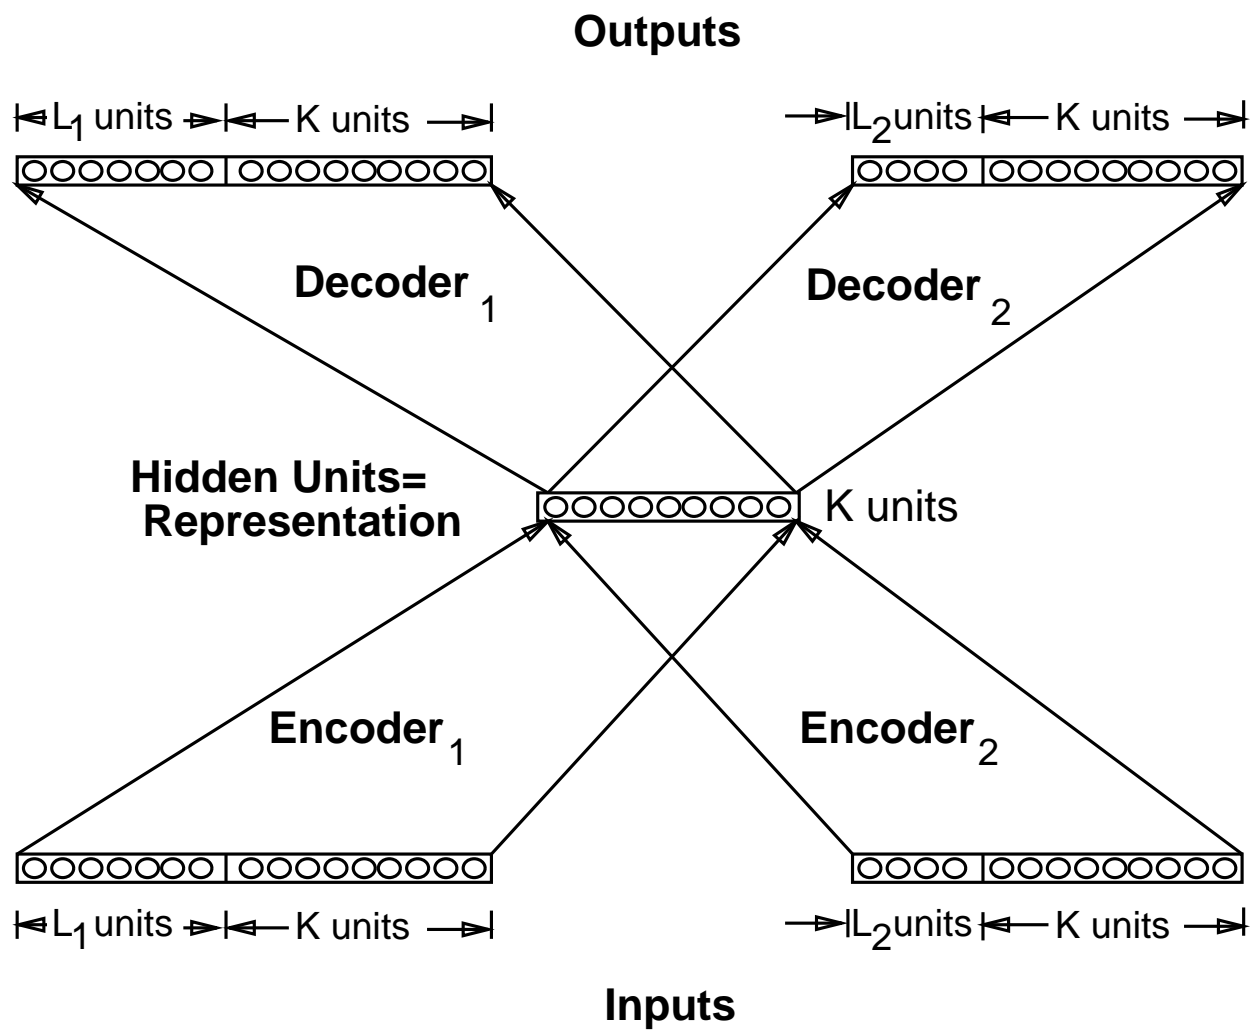 Outputs
L1 units K units L2 units K units
Decoder 1 Decoder 2
Hidden Units=
Representation
K units
Encoder 1 Encoder 2
L1 units K units L2 units K units
Inputs